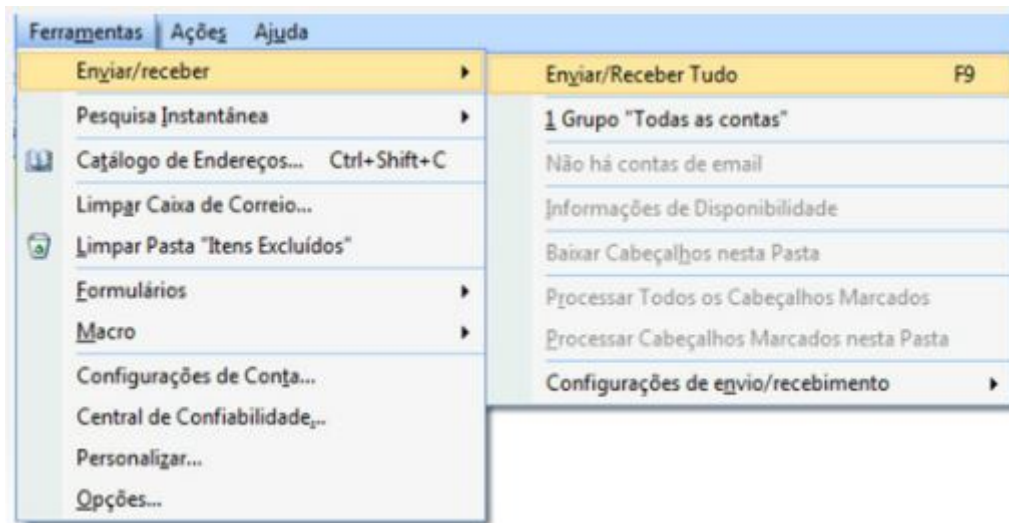 Ferramentas Ações Ajuda
Enviar/receber
Pesquisa Instantânea
Catálogo de Endereços... Ctrl+Shift+C
Limpar Caixa de Correio...
Limpar Pasta "Itens Excluídos"
Formulários
Macro
Configurações de Conta...
Central de Confiabilidade...
Personalizar...
Opções...
Enviar/Receber Tudo F9
1 Grupo "Todas as contas"
Não há contas de email
Informações de Disponibilidade
Baixar Cabeçalhos nesta Pasta
Processar Todos os Cabeçalhos Marcados
Processar Cabeçalhos Marcados nesta Pasta
Configurações de envio/recebimento